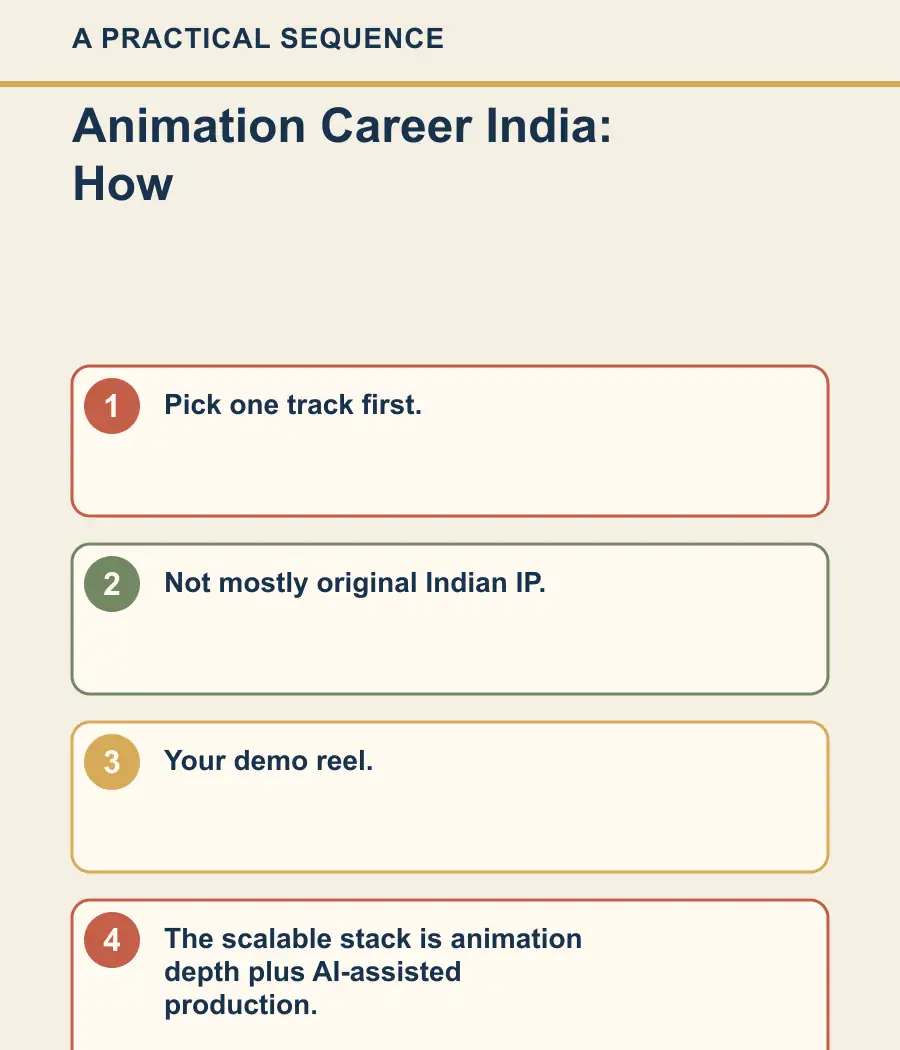 A PRACTICAL SEQUENCE
Animation Career India:
How
1
Pick one track first.
2
Not mostly original Indian IP.
3
Your demo reel.
4
The scalable stack is animation
depth plus AI-assisted
production.